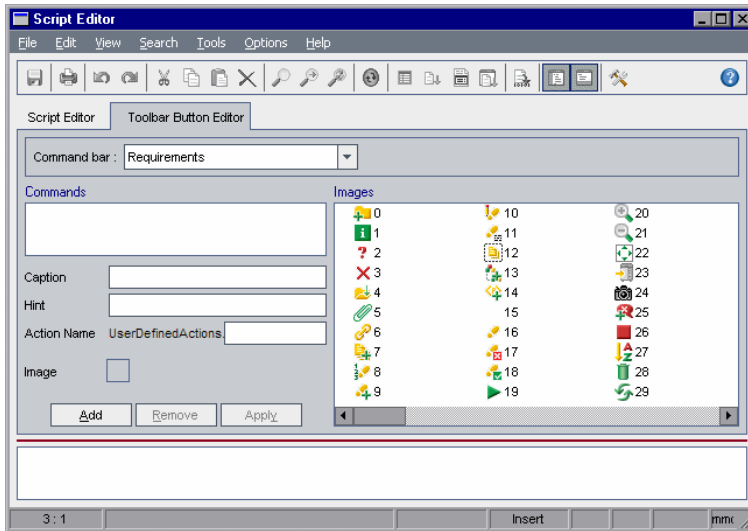 Script Editor
File Edit View Search Tools Options Help
Script Editor Toolbar Button Editor
Command bar : Requirements
Commands
Images
0 10 20
1 11 21
2 12 22
3 13 23
4 14 24
5 15 25
6 16 26
7 17 27
8 18 28
9 19 29
Caption
Hint
Action Name UserDefinedActions.
Image
Add Remove Apply
3 : 1 Insert